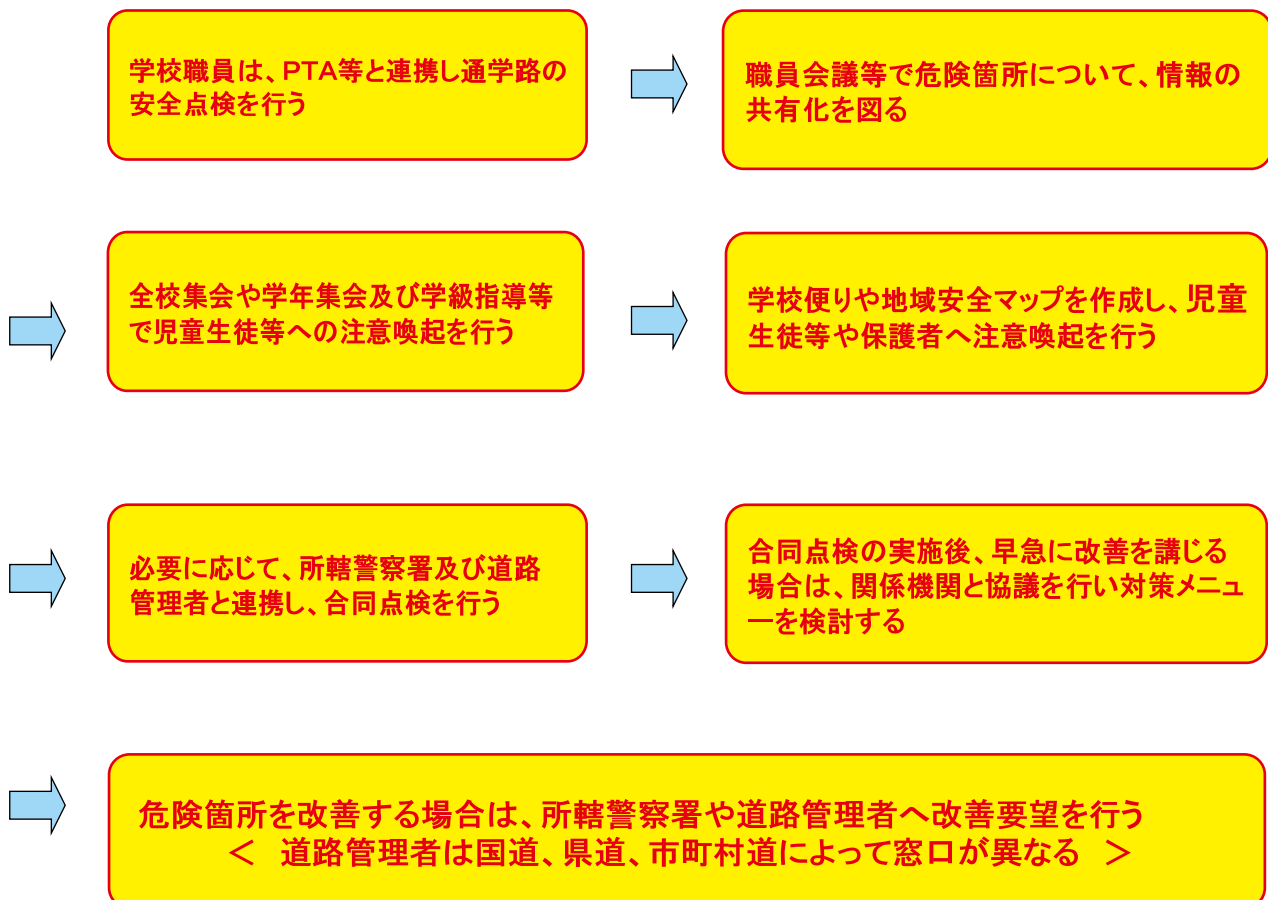 学校職員は、PTA等と連携し通学路の
安全点検を行う
職員会議等で危険箇所について、情報の
共有化を図る
全校集会や学年集会及び学級指導等
で児童生徒等への注意喚起を行う
学校便りや地域安全マップを作成し、児童
生徒等や保護者へ注意喚起を行う
必要に応じて、所轄警察署及び道路
管理者と連携し、合同点検を行う
合同点検の実施後、早急に改善を講じる
場合は、関係機関と協議を行い対策メニュ
ーを検討する
危険箇所を改善する場合は、所轄警察署や道路管理者へ改善要望を行う
＜ 道路管理者は国道、県道、市町村道によって窓口が異なる ＞